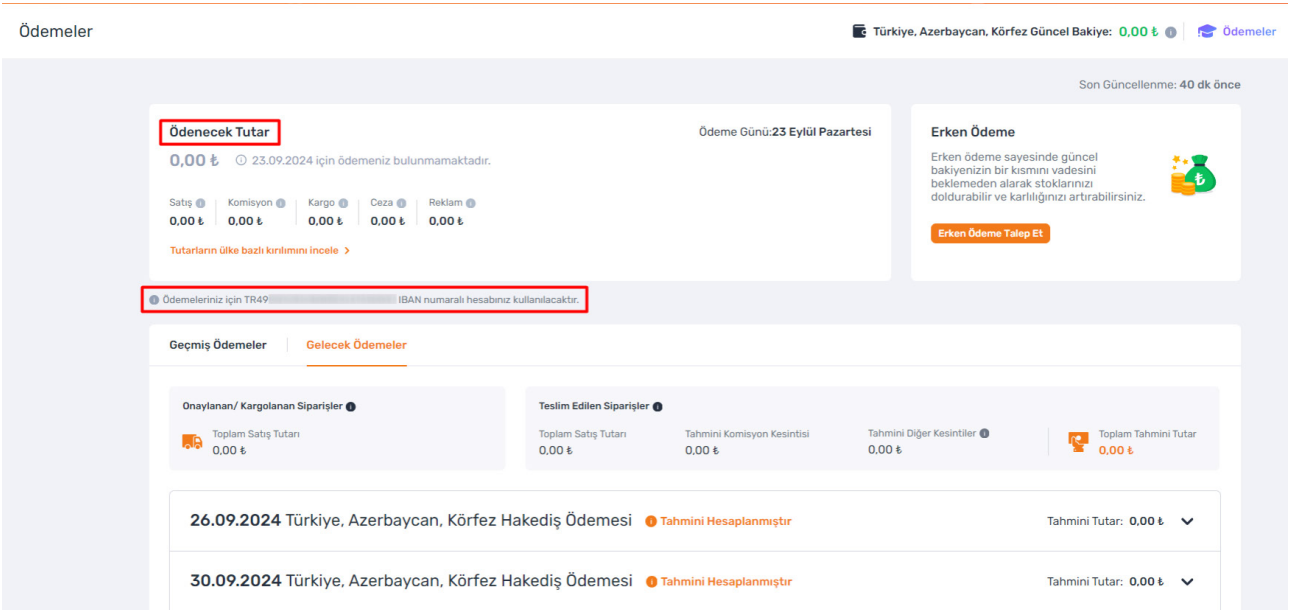 Ödemeler
Türkiye, Azerbaycan, Körfez Güncel Bakiye: 0,00 ₺
Ödemeler
Son Güncellenme: 40 dk önce
Ödenecek Tutar
Ödeme Günü:23 Eylül Pazartesi
0,00 ₺ 23.09.2024 için ödemeniz bulunmamaktadır.
Satış Komisyon Kargo Ceza Reklam
0,00 ₺ 0,00 ₺ 0,00 ₺ 0,00 ₺ 0,00 ₺
Tutarların ülke bazlı kırılımını incele >
Erken Ödeme
Erken ödeme sayesinde güncel
bakiyenizin bir kısmını vadesini
beklemeden alarak stoklarınızı
doldurabilir ve karlılığınızı artırabilirsiniz.
Erken Ödeme Talep Et
Ödemeleriniz için TR49 IBAN numaralı hesabınız kullanılacaktır.
Geçmiş Ödemeler Gelecek Ödemeler
Onaylanan/ Kargolanan Siparişler
Toplam Satış Tutarı
0,00 ₺
Teslim Edilen Siparişler
Toplam Satış Tutarı Tahmini Komisyon Kesintisi Tahmini Diğer Kesintiler Toplam Tahmini Tutar
0,00 ₺ 0,00 ₺ 0,00 ₺ 0,00 ₺
26.09.2024 Türkiye, Azerbaycan, Körfez Hakediş Ödemesi Tahmini Hesaplanmıştır Tahmini Tutar: 0,00 ₺
30.09.2024 Türkiye, Azerbaycan, Körfez Hakediş Ödemesi Tahmini Hesaplanmıştır Tahmini Tutar: 0,00 ₺